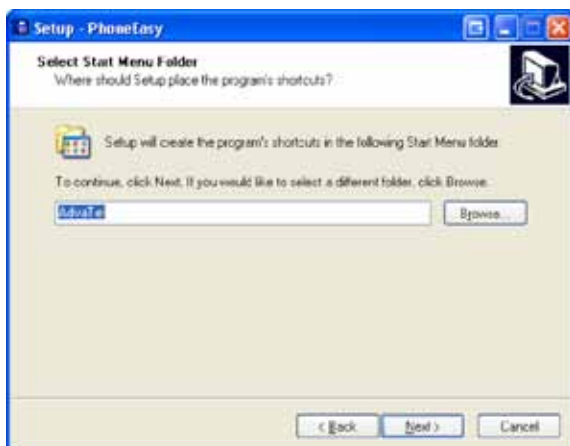 Setup - PhoneEasy
Select Start Menu Folder
Where should Setup place the program's shortcuts?
Setup will create the program's shortcuts in the following Start Menu folder.
To continue, click Next. If you would like to select a different folder, click Browse.
AdvaTel
Browse...
< Back
Next >
Cancel